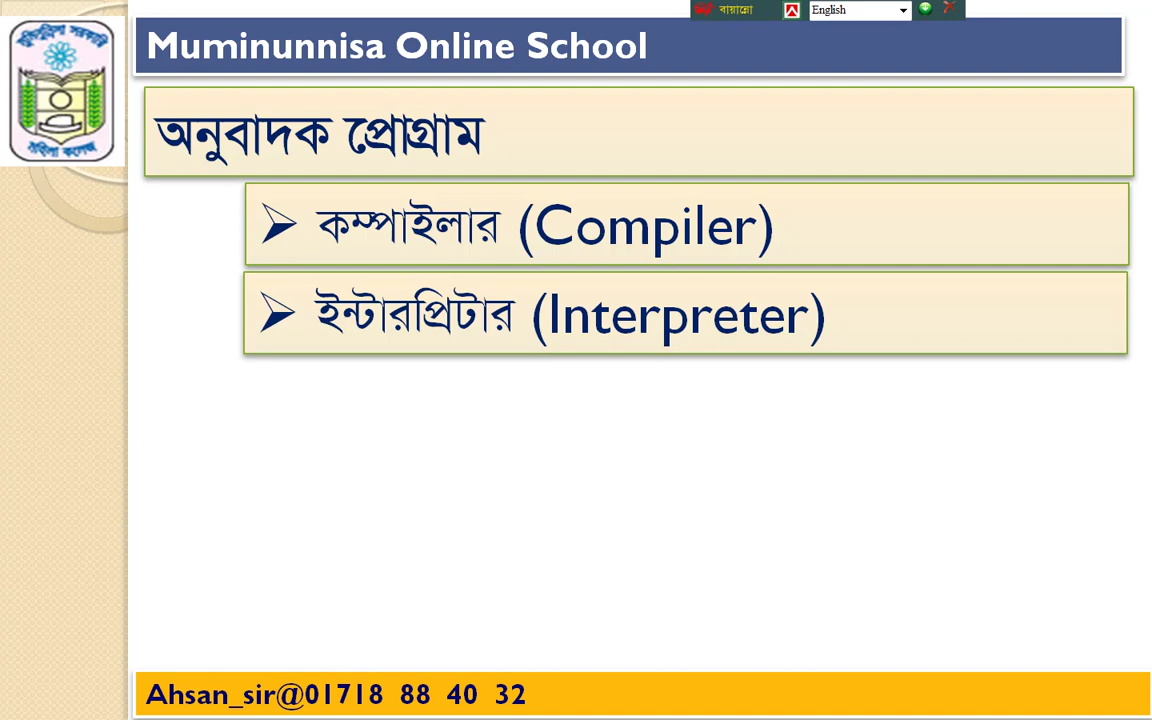 বায়ান্নো English
Muminunnisa Online School
অনুবাদক প্রোগ্রাম
➢ কম্পাইলার (Compiler)
➢ ইন্টারপ্রিটার (Interpreter)
Ahsan_sir@01718 88 40 32